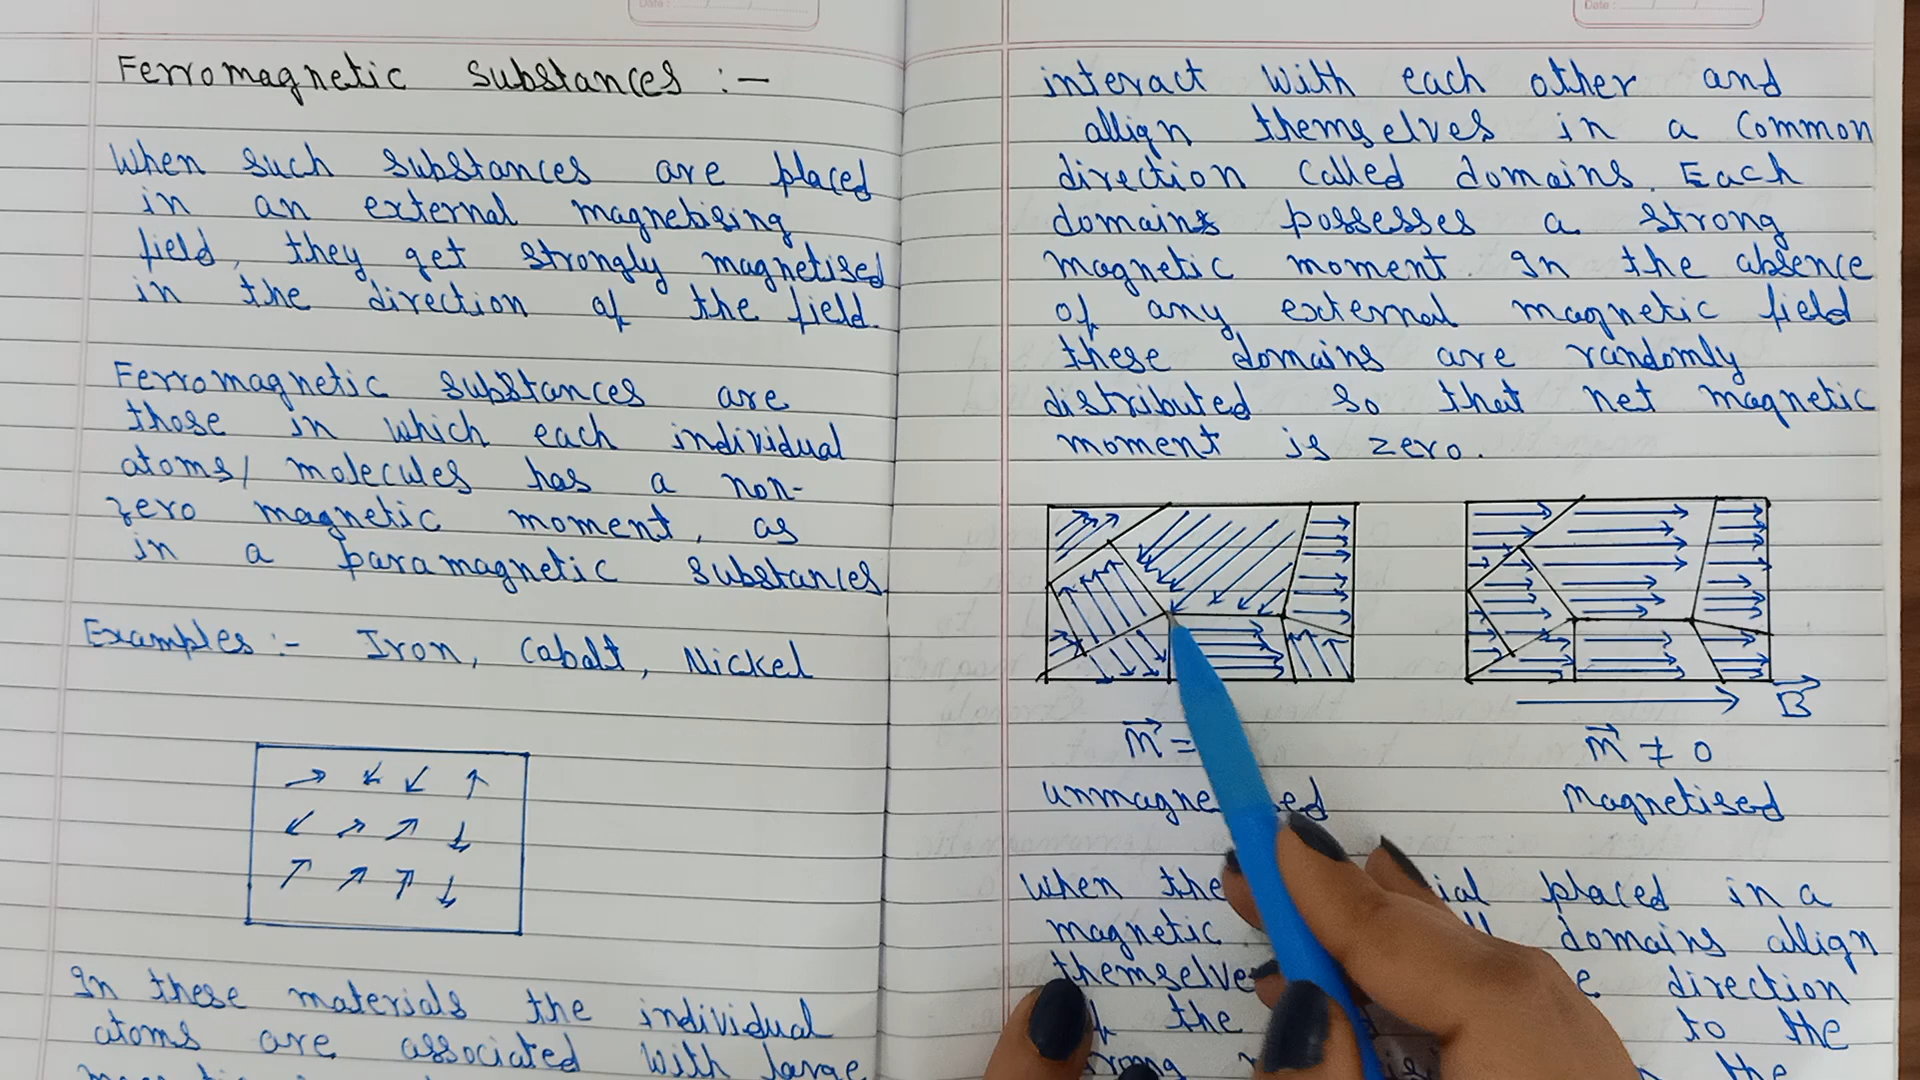 Date :
Ferromagnetic substances :-
When such substances are placed
in an external magnetising
field, they get strongly magnetised
in the direction of the field.
Ferromagnetic substances are
those in which each individual
atoms/ molecules has a non-
zero magnetic moment, as
in a paramagnetic substances.
Examples :- Iron, Cobalt, Nickel
In these materials the individual
atoms are associated with large
Date :
interact with each other and
allign themselves in a common
direction called domains. Each
domains possesses a strong
magnetic moment. In the absence
of any external magnetic field
these domains are randomly
distributed so that net magnetic
moment is zero.
B
m =
m ≠ 0
Magnetised
When the placed in a
magnetic domains allign
direction
the to the
the